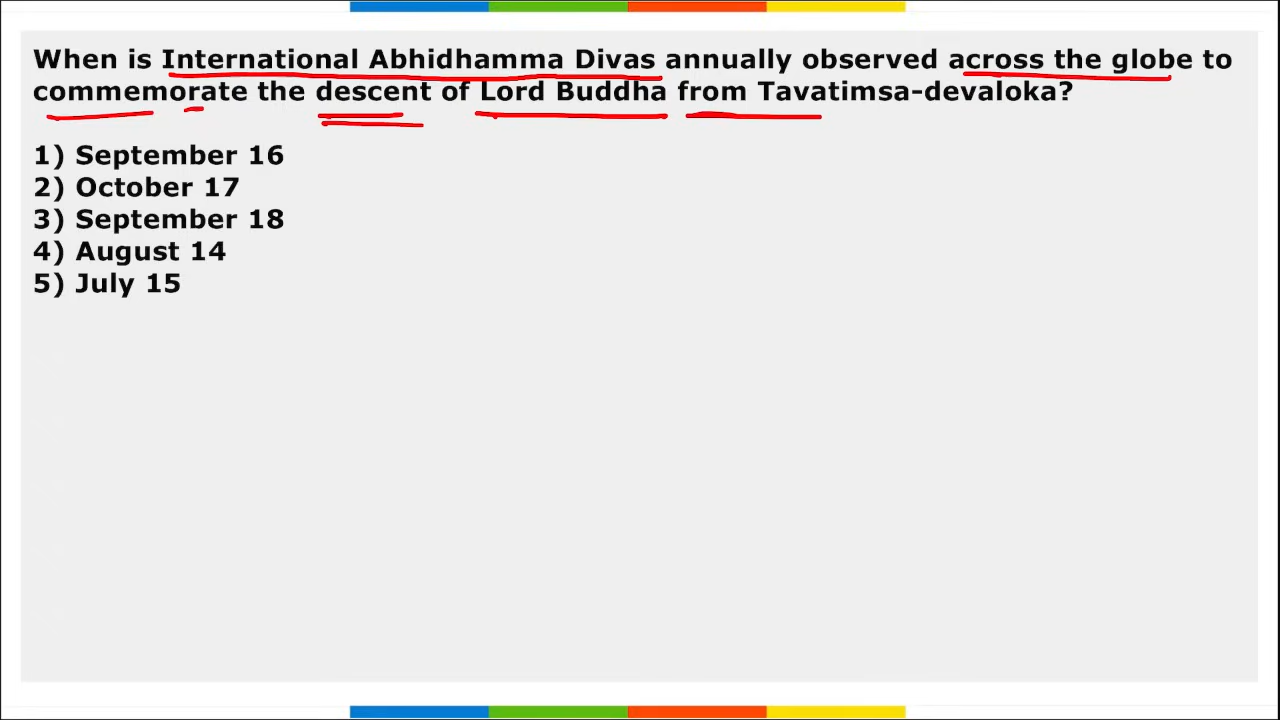 When is International Abhidhamma Divas annually observed across the globe to
commemorate the descent of Lord Buddha from Tavatimsa-devaloka?
1) September 16
2) October 17
3) September 18
4) August 14
5) July 15